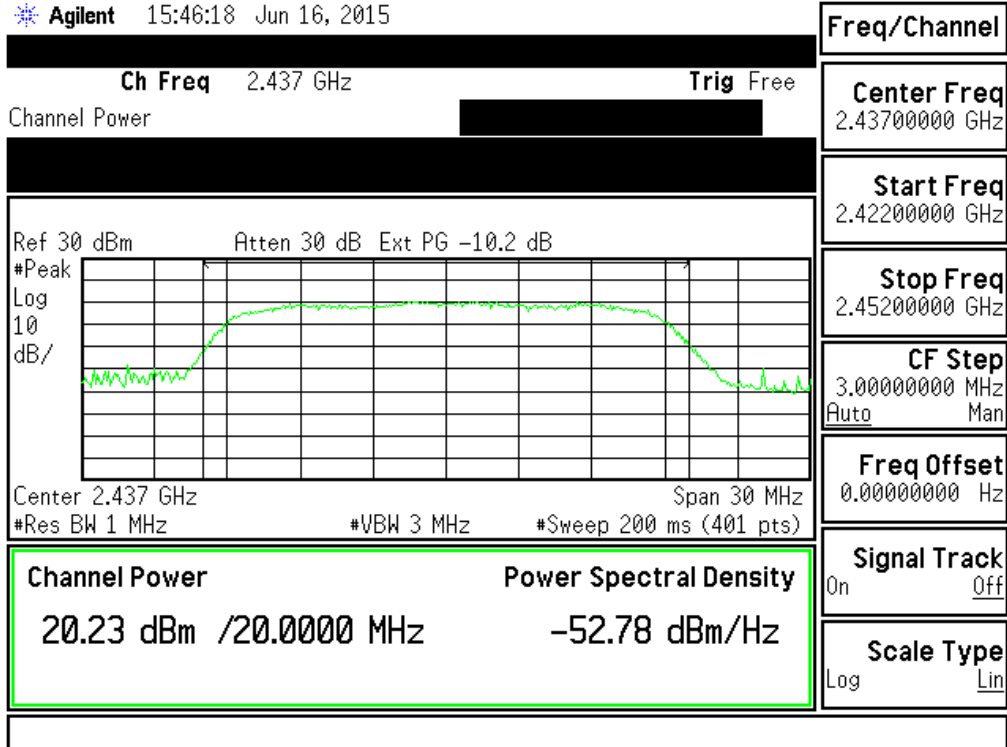 Agilent 15:46:18 Jun 16, 2015
Freq/Channel
Ch Freq 2.437 GHz Trig Free
Channel Power
Center Freq
2.43700000 GHz
Start Freq
2.42200000 GHz
Stop Freq
2.45200000 GHz
CF Step
3.00000000 MHz
Auto Man
Freq Offset
0.00000000 Hz
Signal Track
On Off
Scale Type
Log Lin
Ref 30 dBm Atten 30 dB Ext PG -10.2 dB
#Peak
Log
10
dB/
Center 2.437 GHz Span 30 MHz
#Res BW 1 MHz #VBW 3 MHz #Sweep 200 ms (401 pts)
Channel Power Power Spectral Density
20.23 dBm /20.0000 MHz -52.78 dBm/Hz